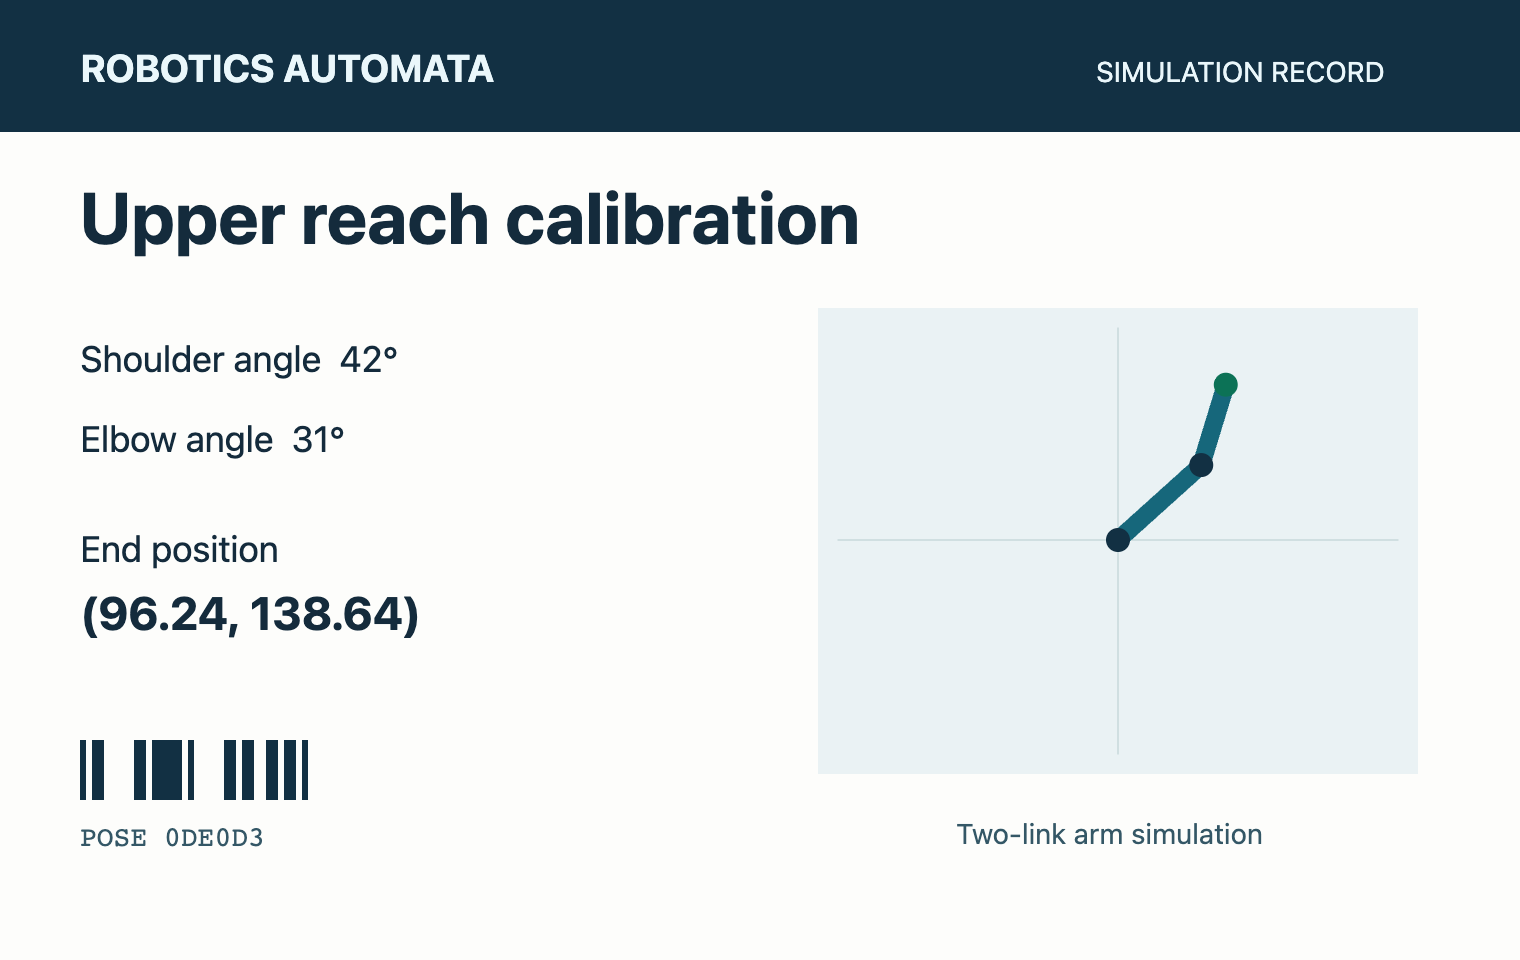 ROBOTICS AUTOMATA
SIMULATION RECORD
Upper reach calibration
Shoulder angle 42°
Elbow angle 31°
End position
(96.24, 138.64)
POSE 0DE0D3
Two-link arm simulation